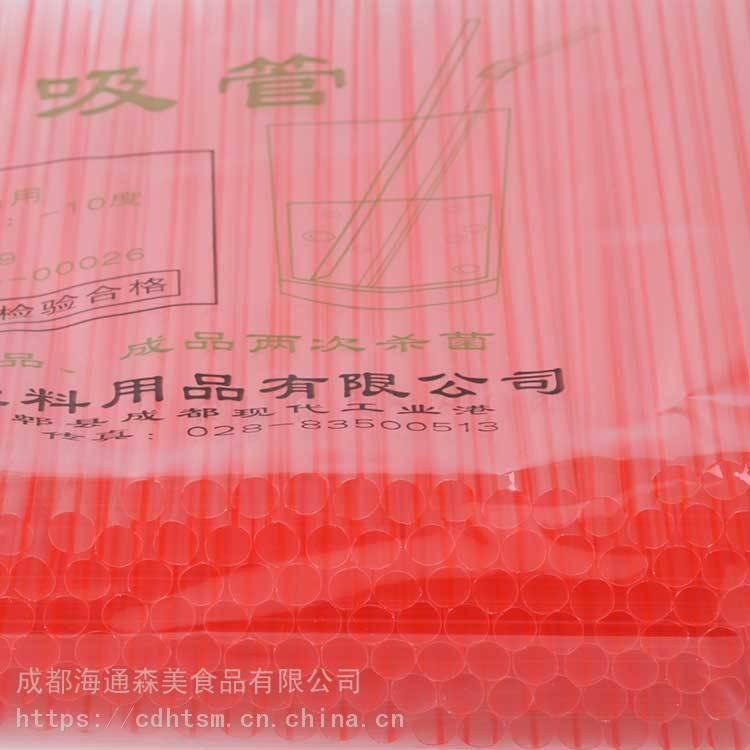 吸管
用
: -10度
9
-00026
检验合格
品、成品两次杀菌
料用品有限公司
郫县成都现代工业港
传真: 028-83500513
成都海通森美食品有限公司
https://cdhtsm.cn.china.cn